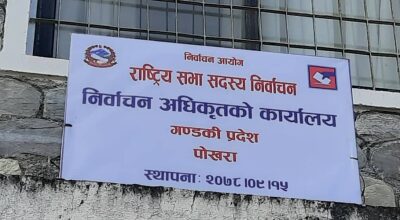 निर्वाचन आयोग
राष्ट्रिय सभा सदस्य निर्वाचन
निर्वाचन अधिकृतको कार्यालय
गण्डकी प्रदेश
पोखरा
स्थापनाः २०७८।०९।१५